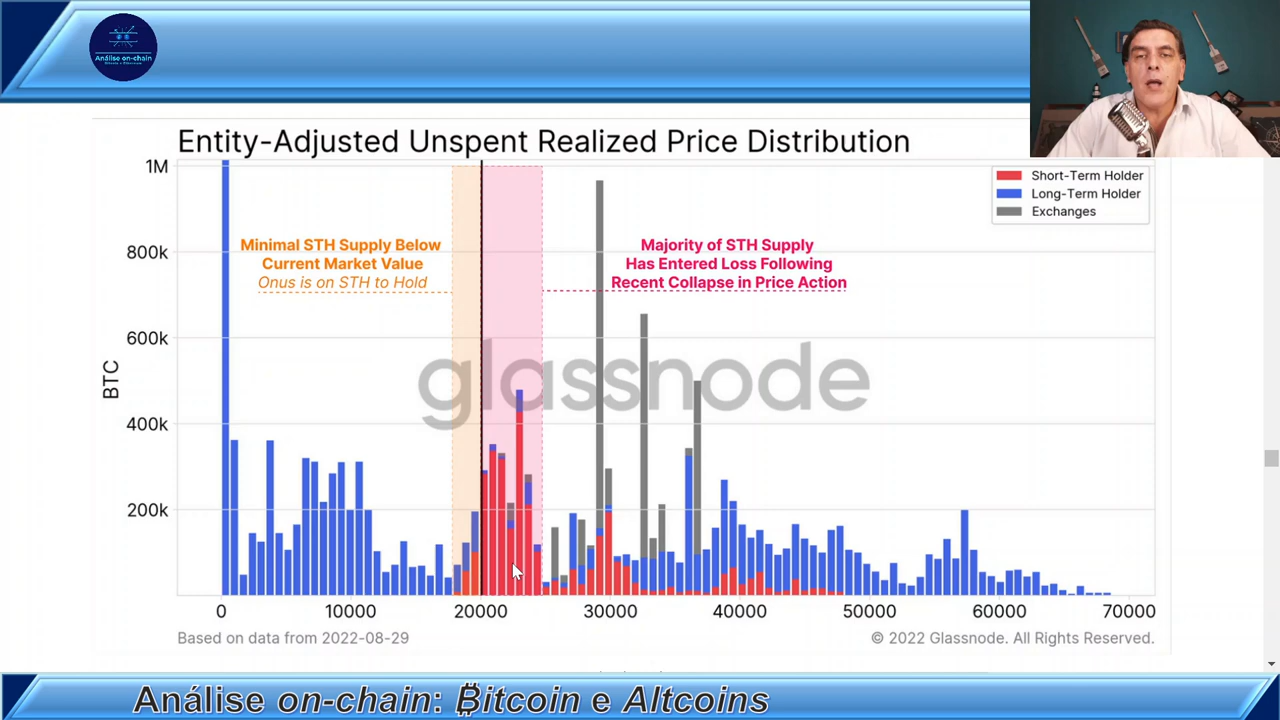 Análise on-chain
Bitcoin e Altcoins
Entity-Adjusted Unspent Realized Price Distribution
1M
800k
600k
400k
200k
BTC
Short-Term Holder
Long-Term Holder
Exchanges
Minimal STH Supply Below
Current Market Value
Onus is on STH to Hold
Majority of STH Supply
Has Entered Loss Following
Recent Collapse in Price Action
glassnode
0
10000
20000
30000
40000
50000
60000
70000
Based on data from 2022-08-29
© 2022 Glassnode. All Rights Reserved.
Análise on-chain: ₿itcoin e Altcoins